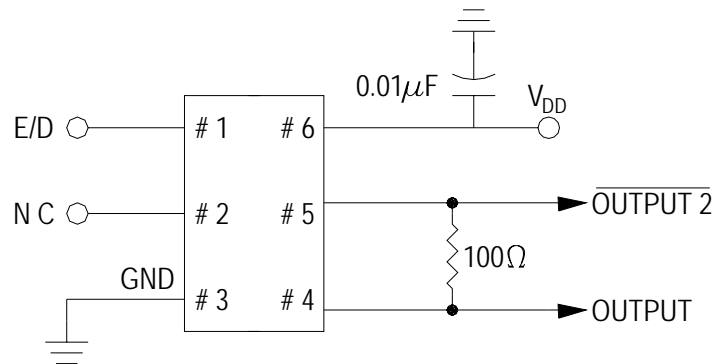 0.01μF
V_DD
E/D
# 1
# 6
N C
# 2
# 5
OUTPUT 2
100Ω
GND
# 3
# 4
OUTPUT